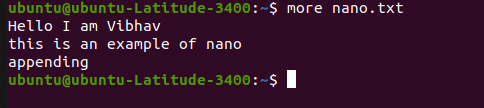 ubuntu@ubuntu-Latitude-3400:~$ more nano.txt
Hello I am Vibhav
this is an example of nano
appending
ubuntu@ubuntu-Latitude-3400:~$